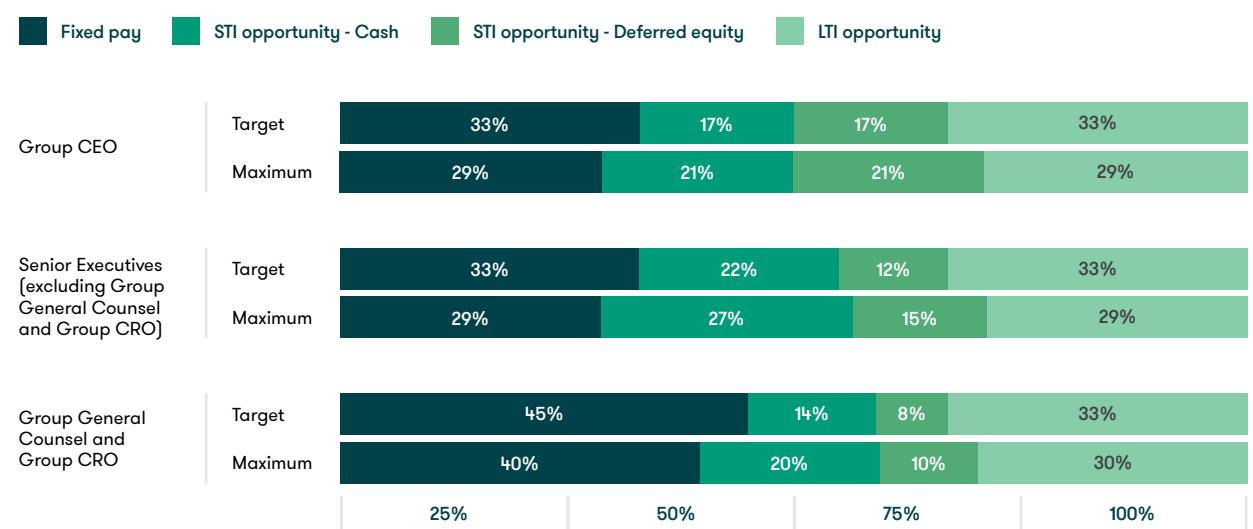 Fixed pay
STI opportunity - Cash
STI opportunity - Deferred equity
LTI opportunity
Group CEO
Target
33%
17%
17%
33%
Maximum
29%
21%
21%
29%
Senior Executives
(excluding Group
General Counsel
and Group CRO)
Target
33%
22%
12%
33%
Maximum
29%
27%
15%
29%
Group General
Counsel and
Group CRO
Target
45%
14%
8%
33%
Maximum
40%
20%
10%
30%
25%
50%
75%
100%